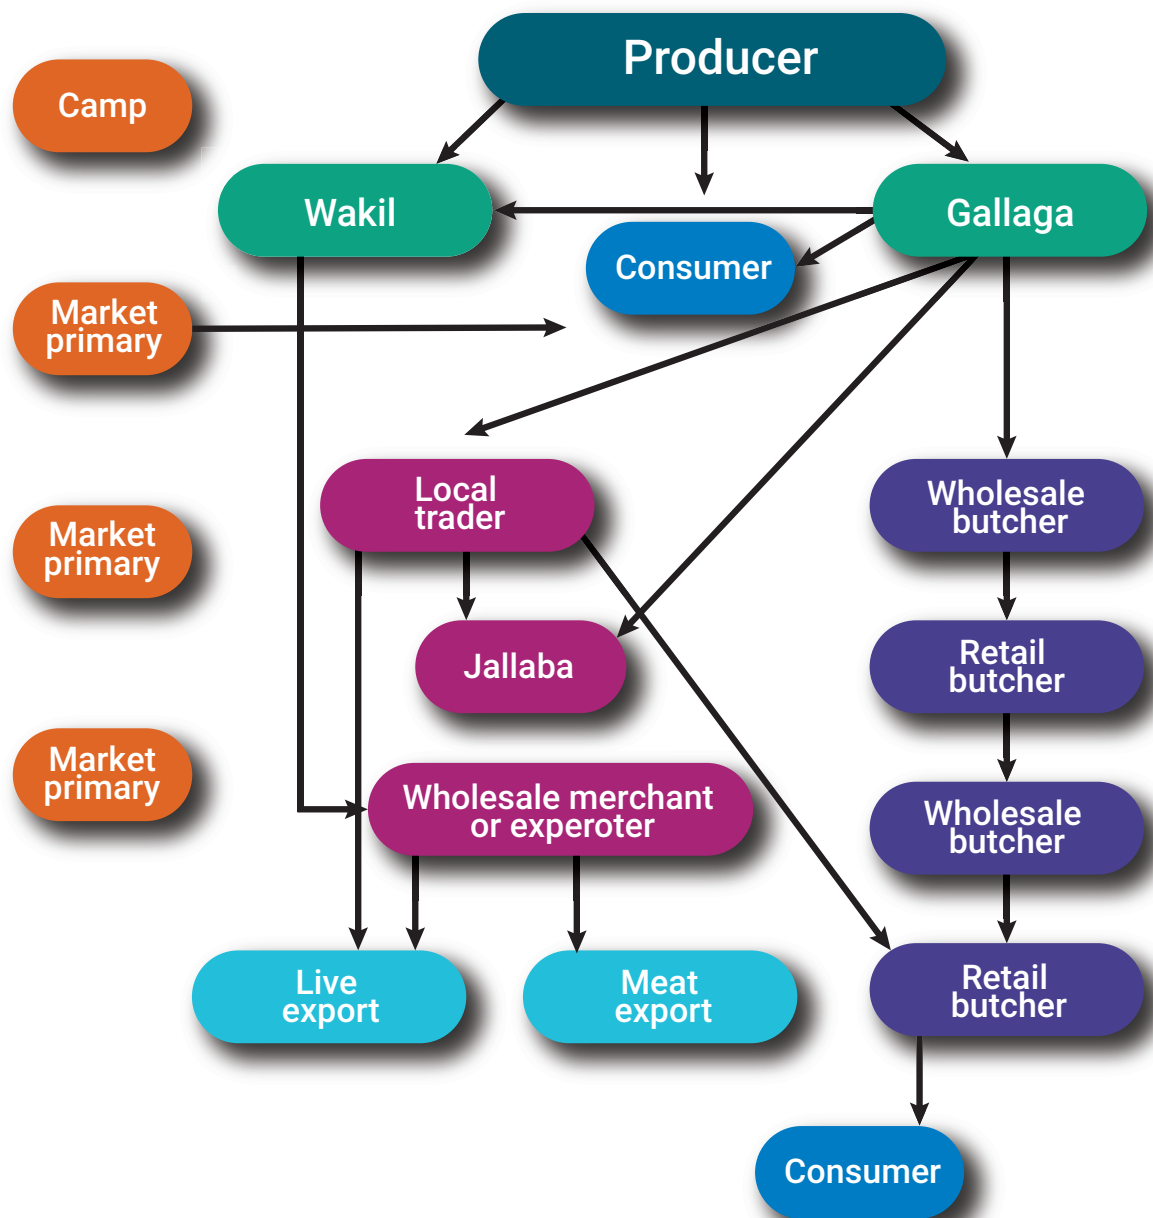 Producer
Camp
Wakil
Gallaga
Consumer
Market
primary
Local
trader
Wholesale
butcher
Market
primary
Retail
butcher
Jallaba
Market
primary
Wholesale merchant
or experoter
Wholesale
butcher
Live
export
Meat
export
Retail
butcher
Consumer